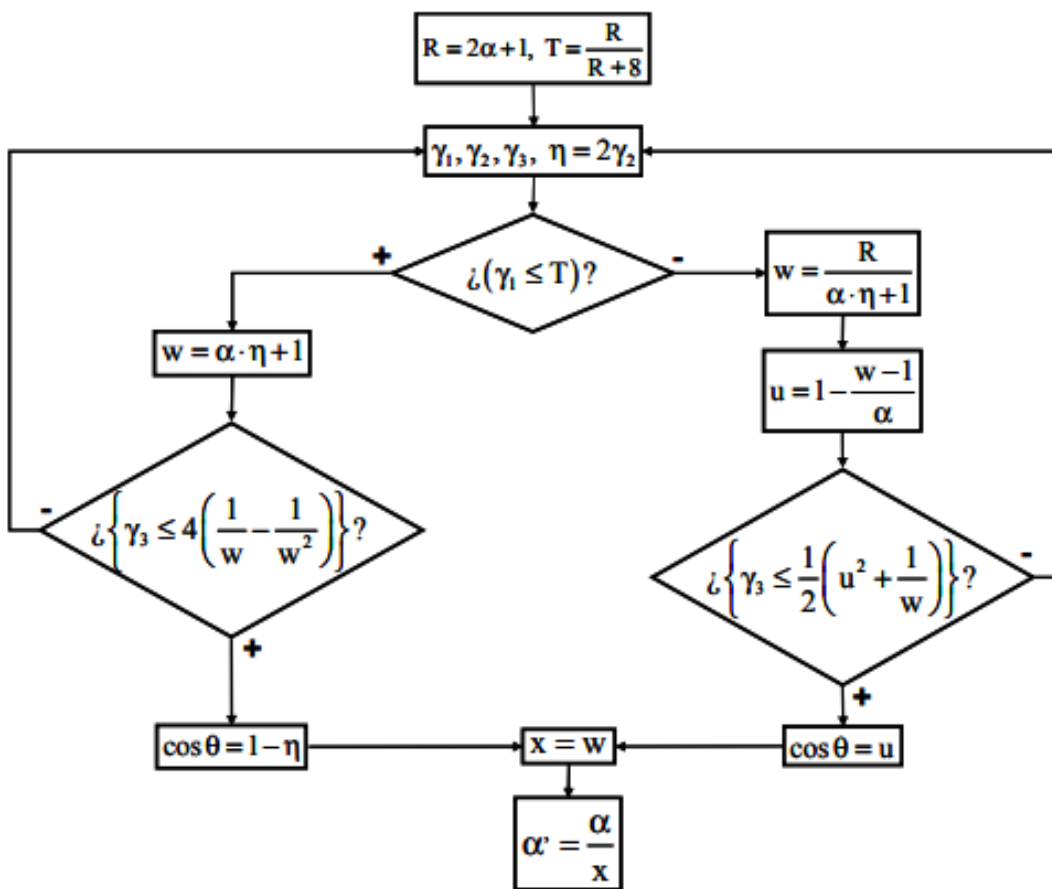 R = 2α+1, T = R/(R+8)
γ₁, γ₂, γ₃, η = 2γ₂
+
¿(γ₁ ≤ T)?
-
w = R/(α·η+1)
w = α·η+1
u = 1 - (w-1)/α
-
¿{γ₃ ≤ 4(1/w - 1/w²)}?
+
¿{γ₃ ≤ 1/2(u² + 1/w)}?
-
+
cos θ = 1-η
x = w
cos θ = u
α' = α/x